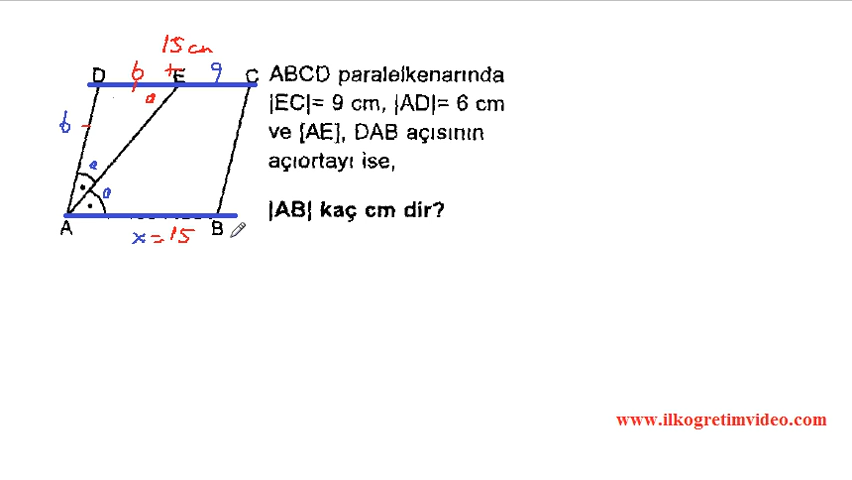 15 cm
D 6 + E 9 C
a
6
a
a
A B
x = 15
ABCD paralelkenarında
|EC|= 9 cm, |AD|= 6 cm
ve [AE], DAB açısının
açıortayı ise,
|AB| kaç cm dir?
www.ilkogretimvideo.com